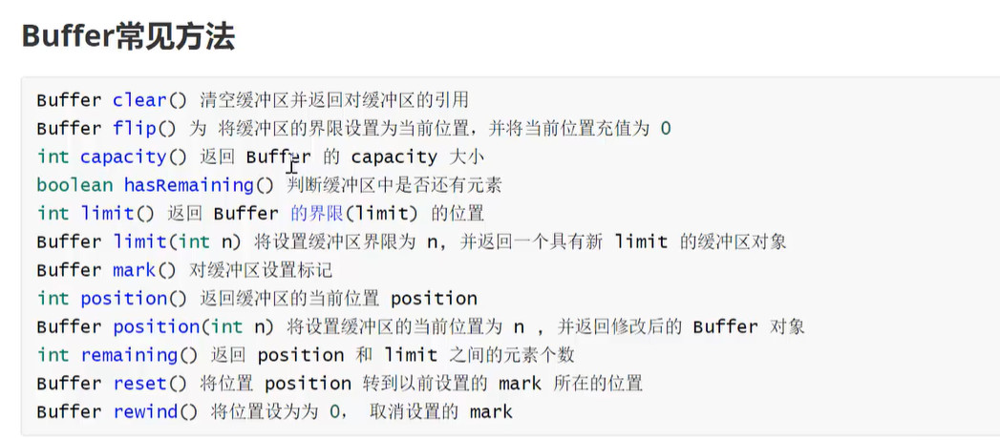 Buffer常见方法
Buffer clear() 清空缓冲区并返回对缓冲区的引用
Buffer flip() 为 将缓冲区的界限设置为当前位置，并将当前位置充值为 0
int capacity() 返回 Buffer 的 capacity 大小
boolean hasRemaining() 判断缓冲区中是否还有元素
int limit() 返回 Buffer 的界限(limit) 的位置
Buffer limit(int n) 将设置缓冲区界限为 n, 并返回一个具有新 limit 的缓冲区对象
Buffer mark() 对缓冲区设置标记
int position() 返回缓冲区的当前位置 position
Buffer position(int n) 将设置缓冲区的当前位置为 n , 并返回修改后的 Buffer 对象
int remaining() 返回 position 和 limit 之间的元素个数
Buffer reset() 将位置 position 转到以前设置的 mark 所在的位置
Buffer rewind() 将位置设为为 0， 取消设置的 mark